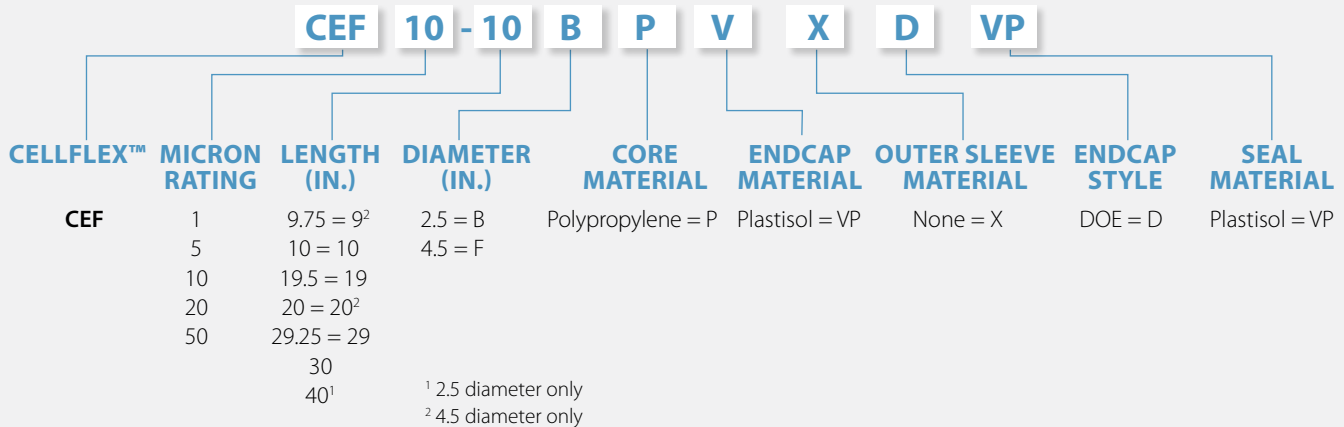 CEF 10 - 10 B P V X D VP
CELLFLEX™ MICRON RATING LENGTH (IN.) DIAMETER (IN.) CORE MATERIAL ENDCAP MATERIAL OUTER SLEEVE MATERIAL ENDCAP STYLE SEAL MATERIAL
CEF 1 9.75 = 9² 2.5 = B Polypropylene = P Plastisol = VP None = X DOE = D Plastisol = VP
5 10 = 10 4.5 = F
10 19.5 = 19
20 20 = 20²
50 29.25 = 29
30
40¹
¹ 2.5 diameter only
² 4.5 diameter only